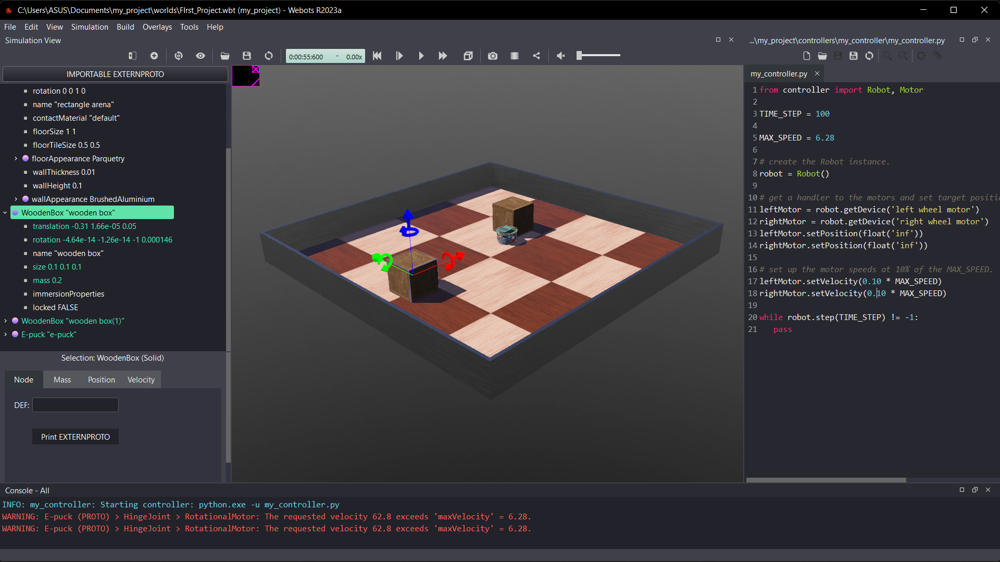 C:\Users\ASUS\Documents\my_project\worlds\FIrst_Project.wbt (my_project) - Webots R2023a
File Edit View Simulation Build Overlays Tools Help
Simulation View
0:00:55:600 - 0.00x
IMPORTABLE EXTERNPROTO
rotation 0 0 1 0
name "rectangle arena"
contactMaterial "default"
floorSize 1 1
floorTileSize 0.5 0.5
floorAppearance Parquetry
wallThickness 0.01
wallHeight 0.1
wallAppearance BrushedAluminium
WoodenBox "wooden box"
translation -0.31 1.66e-05 0.05
rotation -4.64e-14 -1.26e-14 -1 0.000146
name "wooden box"
size 0.1 0.1 0.1
mass 0.2
immersionProperties
locked FALSE
WoodenBox "wooden box(1)"
E-puck "e-puck"
Selection: WoodenBox (Solid)
Node Mass Position Velocity
DEF:
Print EXTERNPROTO
...\my_project\controllers\my_controller\my_controller.py
my_controller.py
1 from controller import Robot, Motor
2
3 TIME_STEP = 100
4
5 MAX_SPEED = 6.28
6
7 # create the Robot instance.
8 robot = Robot()
9
10 # get a handler to the motors and set target positi
11 leftMotor = robot.getDevice('left wheel motor')
12 rightMotor = robot.getDevice('right wheel motor')
13 leftMotor.setPosition(float('inf'))
14 rightMotor.setPosition(float('inf'))
15
16 # set up the motor speeds at 10% of the MAX_SPEED.
17 leftMotor.setVelocity(0.10 * MAX_SPEED)
18 rightMotor.setVelocity(0.10 * MAX_SPEED)
19
20 while robot.step(TIME_STEP) != -1:
21 pass
Console - All
INFO: my_controller: Starting controller: python.exe -u my_controller.py
WARNING: E-puck (PROTO) > HingeJoint > RotationalMotor: The requested velocity 62.8 exceeds 'maxVelocity' = 6.28.
WARNING: E-puck (PROTO) > HingeJoint > RotationalMotor: The requested velocity 62.8 exceeds 'maxVelocity' = 6.28.